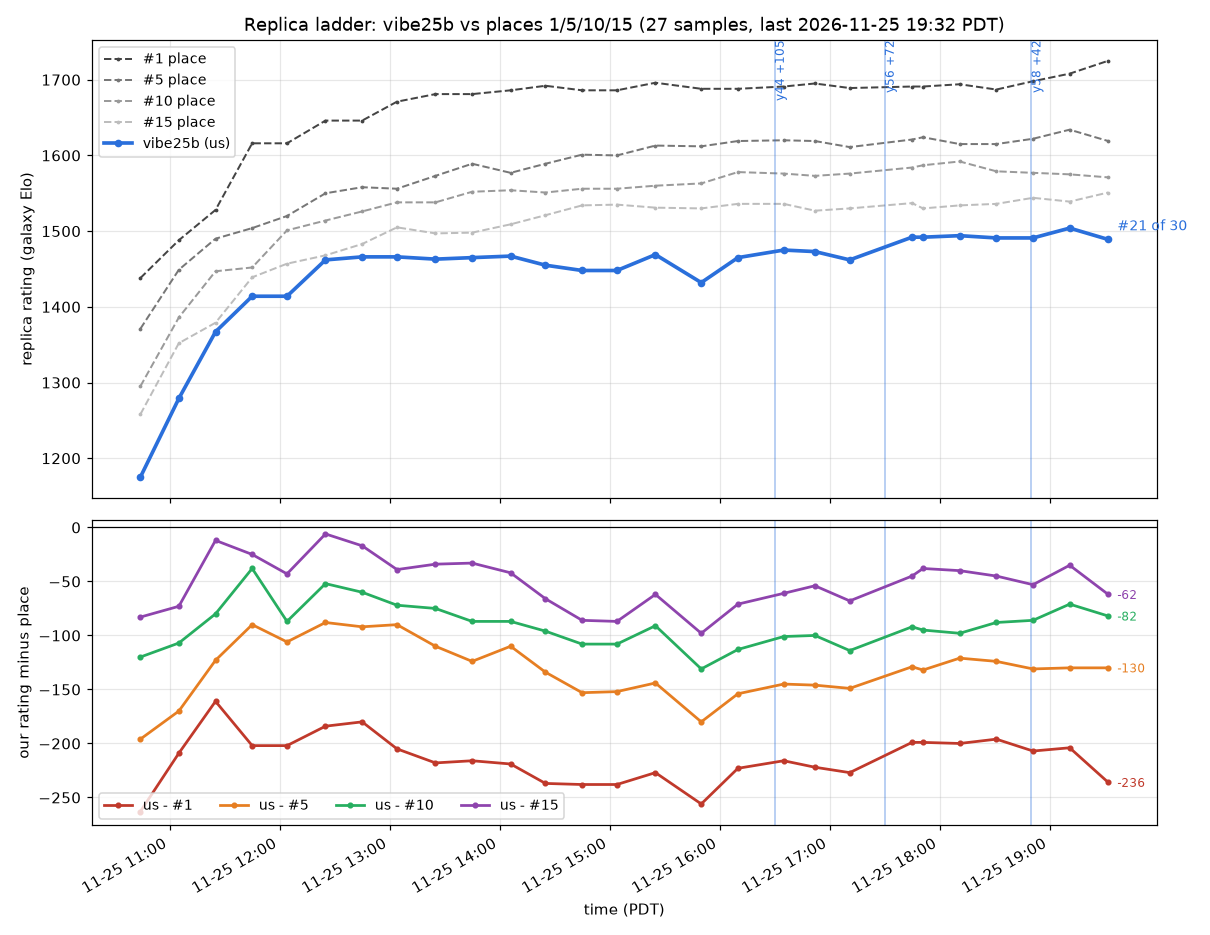 Replica ladder: vibe25b vs places 1/5/10/15 (27 samples, last 2026-11-25 19:32 PDT)
#1 place
#5 place
#10 place
#15 place
vibe25b (us)
y44 +105
y56 +72
y58 +42
1700
1600
1500
1400
1300
1200
replica rating (galaxy Elo)
#21 of 30
0
−50
−100
−150
−200
−250
our rating minus place
-62
-82
-130
-236
us - #1
us - #5
us - #10
us - #15
11-25 11:00
11-25 12:00
11-25 13:00
11-25 14:00
11-25 15:00
11-25 16:00
11-25 17:00
11-25 18:00
11-25 19:00
time (PDT)